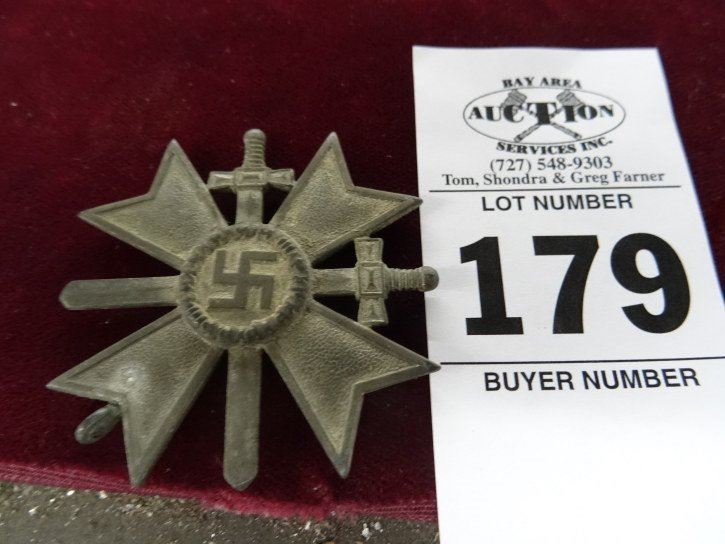 BAY AREA
AUCTION
SERVICES INC.
(727) 548-9303
Tom, Shondra & Greg Farner
LOT NUMBER
179
BUYER NUMBER